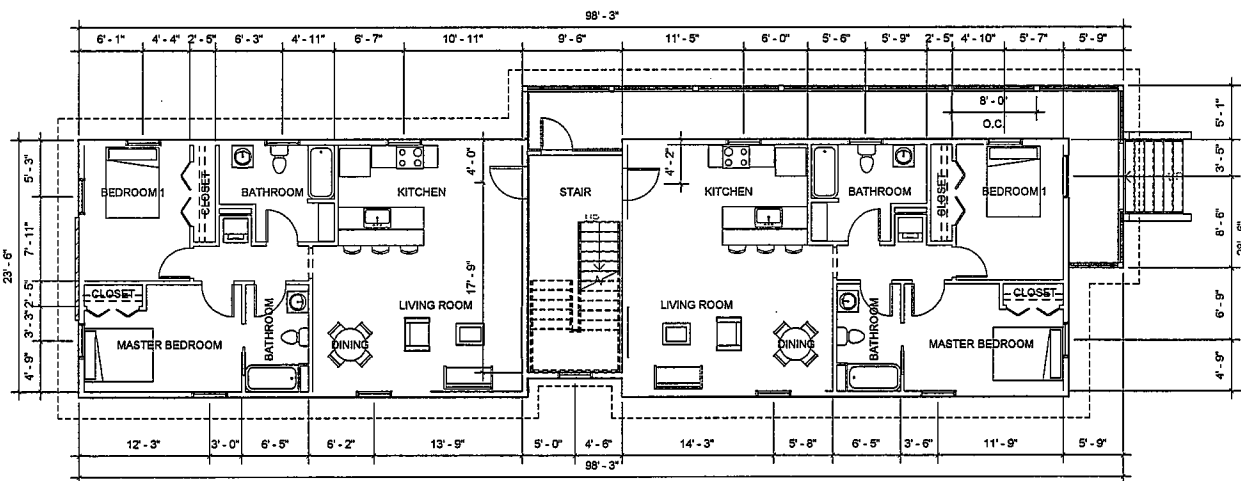 98' - 3"
6' - 1" 4' - 4" 2' - 5" 6' - 3" 4' - 11" 6' - 7" 10' - 11" 9' - 6" 11' - 5" 6' - 0" 5' - 6" 5' - 9" 2' - 5" 4' - 10" 5' - 7" 5' - 9"
8' - 0"
O.C.
5' - 1"
5' - 3"
4' - 0"
4' - 2"
3' - 5"
BEDROOM 1
CLOSET
BATHROOM
KITCHEN
STAIR
KITCHEN
BATHROOM
CLOSET
BEDROOM 1
23' - 6"
7' - 11"
8' - 6"
17' - 9"
2' - 5"
CLOSET
LIVING ROOM
LIVING ROOM
CLOSET
3' - 3"
MASTER BEDROOM
BATHROOM
DINING
DINING
BATHROOM
MASTER BEDROOM
6' - 9"
4' - 9"
4' - 9"
12' - 3" 3' - 0" 6' - 5" 6' - 2" 13' - 9" 5' - 0" 4' - 6" 14' - 3" 5' - 8" 6' - 5" 3' - 6" 11' - 9" 5' - 9"
98' - 3"